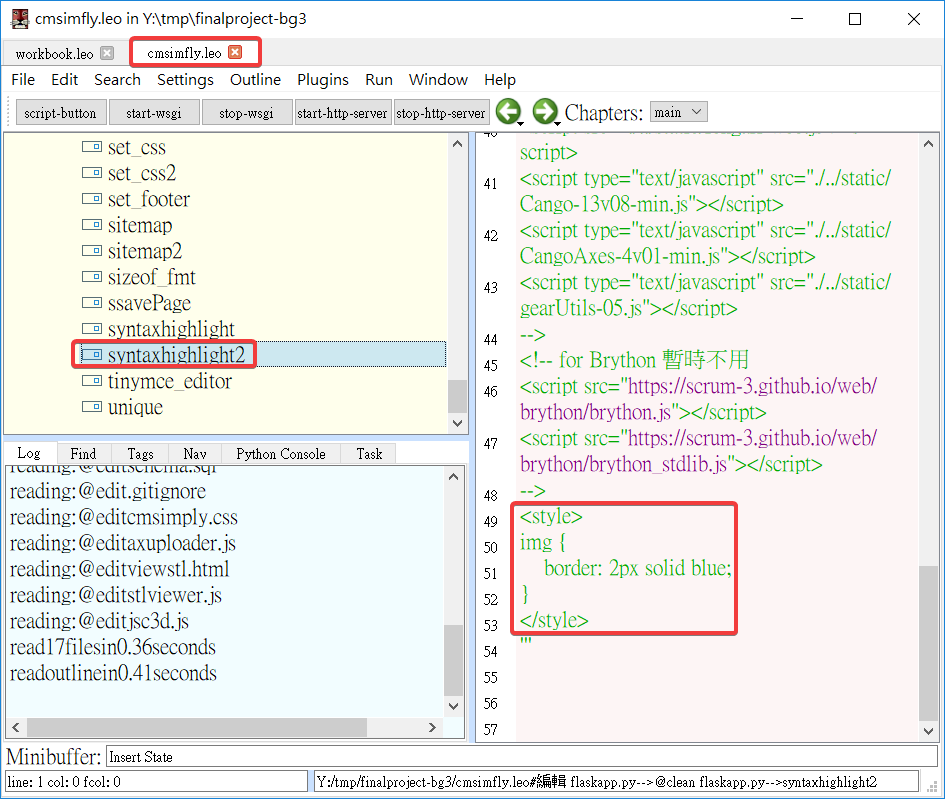 cmsimfly.leo in Y:\tmp\finalproject-bg3
workbook.leo
cmsimfly.leo
File Edit Search Settings Outline Plugins Run Window Help
script-button start-wsgi stop-wsgi start-http-server stop-http-server Chapters: main
set_css
set_css2
set_footer
sitemap
sitemap2
sizeof_fmt
ssavePage
syntaxhighlight
syntaxhighlight2
tinymce_editor
unique
Log Find Tags Nav Python Console Task
reading:@editschema.sql
reading:@edit.gitignore
reading:@editcmsimply.css
reading:@editaxuploader.js
reading:@editviewstl.html
reading:@editstlviewer.js
reading:@editjsc3d.js
read17filesin0.36seconds
readoutlinein0.41seconds
40
script>
41 <script type="text/javascript" src="./../static/
Cango-13v08-min.js"></script>
42 <script type="text/javascript" src="./../static/
CangoAxes-4v01-min.js"></script>
43 <script type="text/javascript" src="./../static/
gearUtils-05.js"></script>
44 -->
45 <!-- for Brython 暫時不用
46 <script src="https://scrum-3.github.io/web/
brython/brython.js"></script>
47 <script src="https://scrum-3.github.io/web/
brython/brython_stdlib.js"></script>
48 -->
49 <style>
50 img {
51 border: 2px solid blue;
52 }
53 </style>
54 '''
55
56
57
Minibuffer: Insert State
line: 1 col: 0 fcol: 0
Y:/tmp/finalproject-bg3/cmsimfly.leo#編輯 flaskapp.py-->@clean flaskapp.py-->syntaxhighlight2